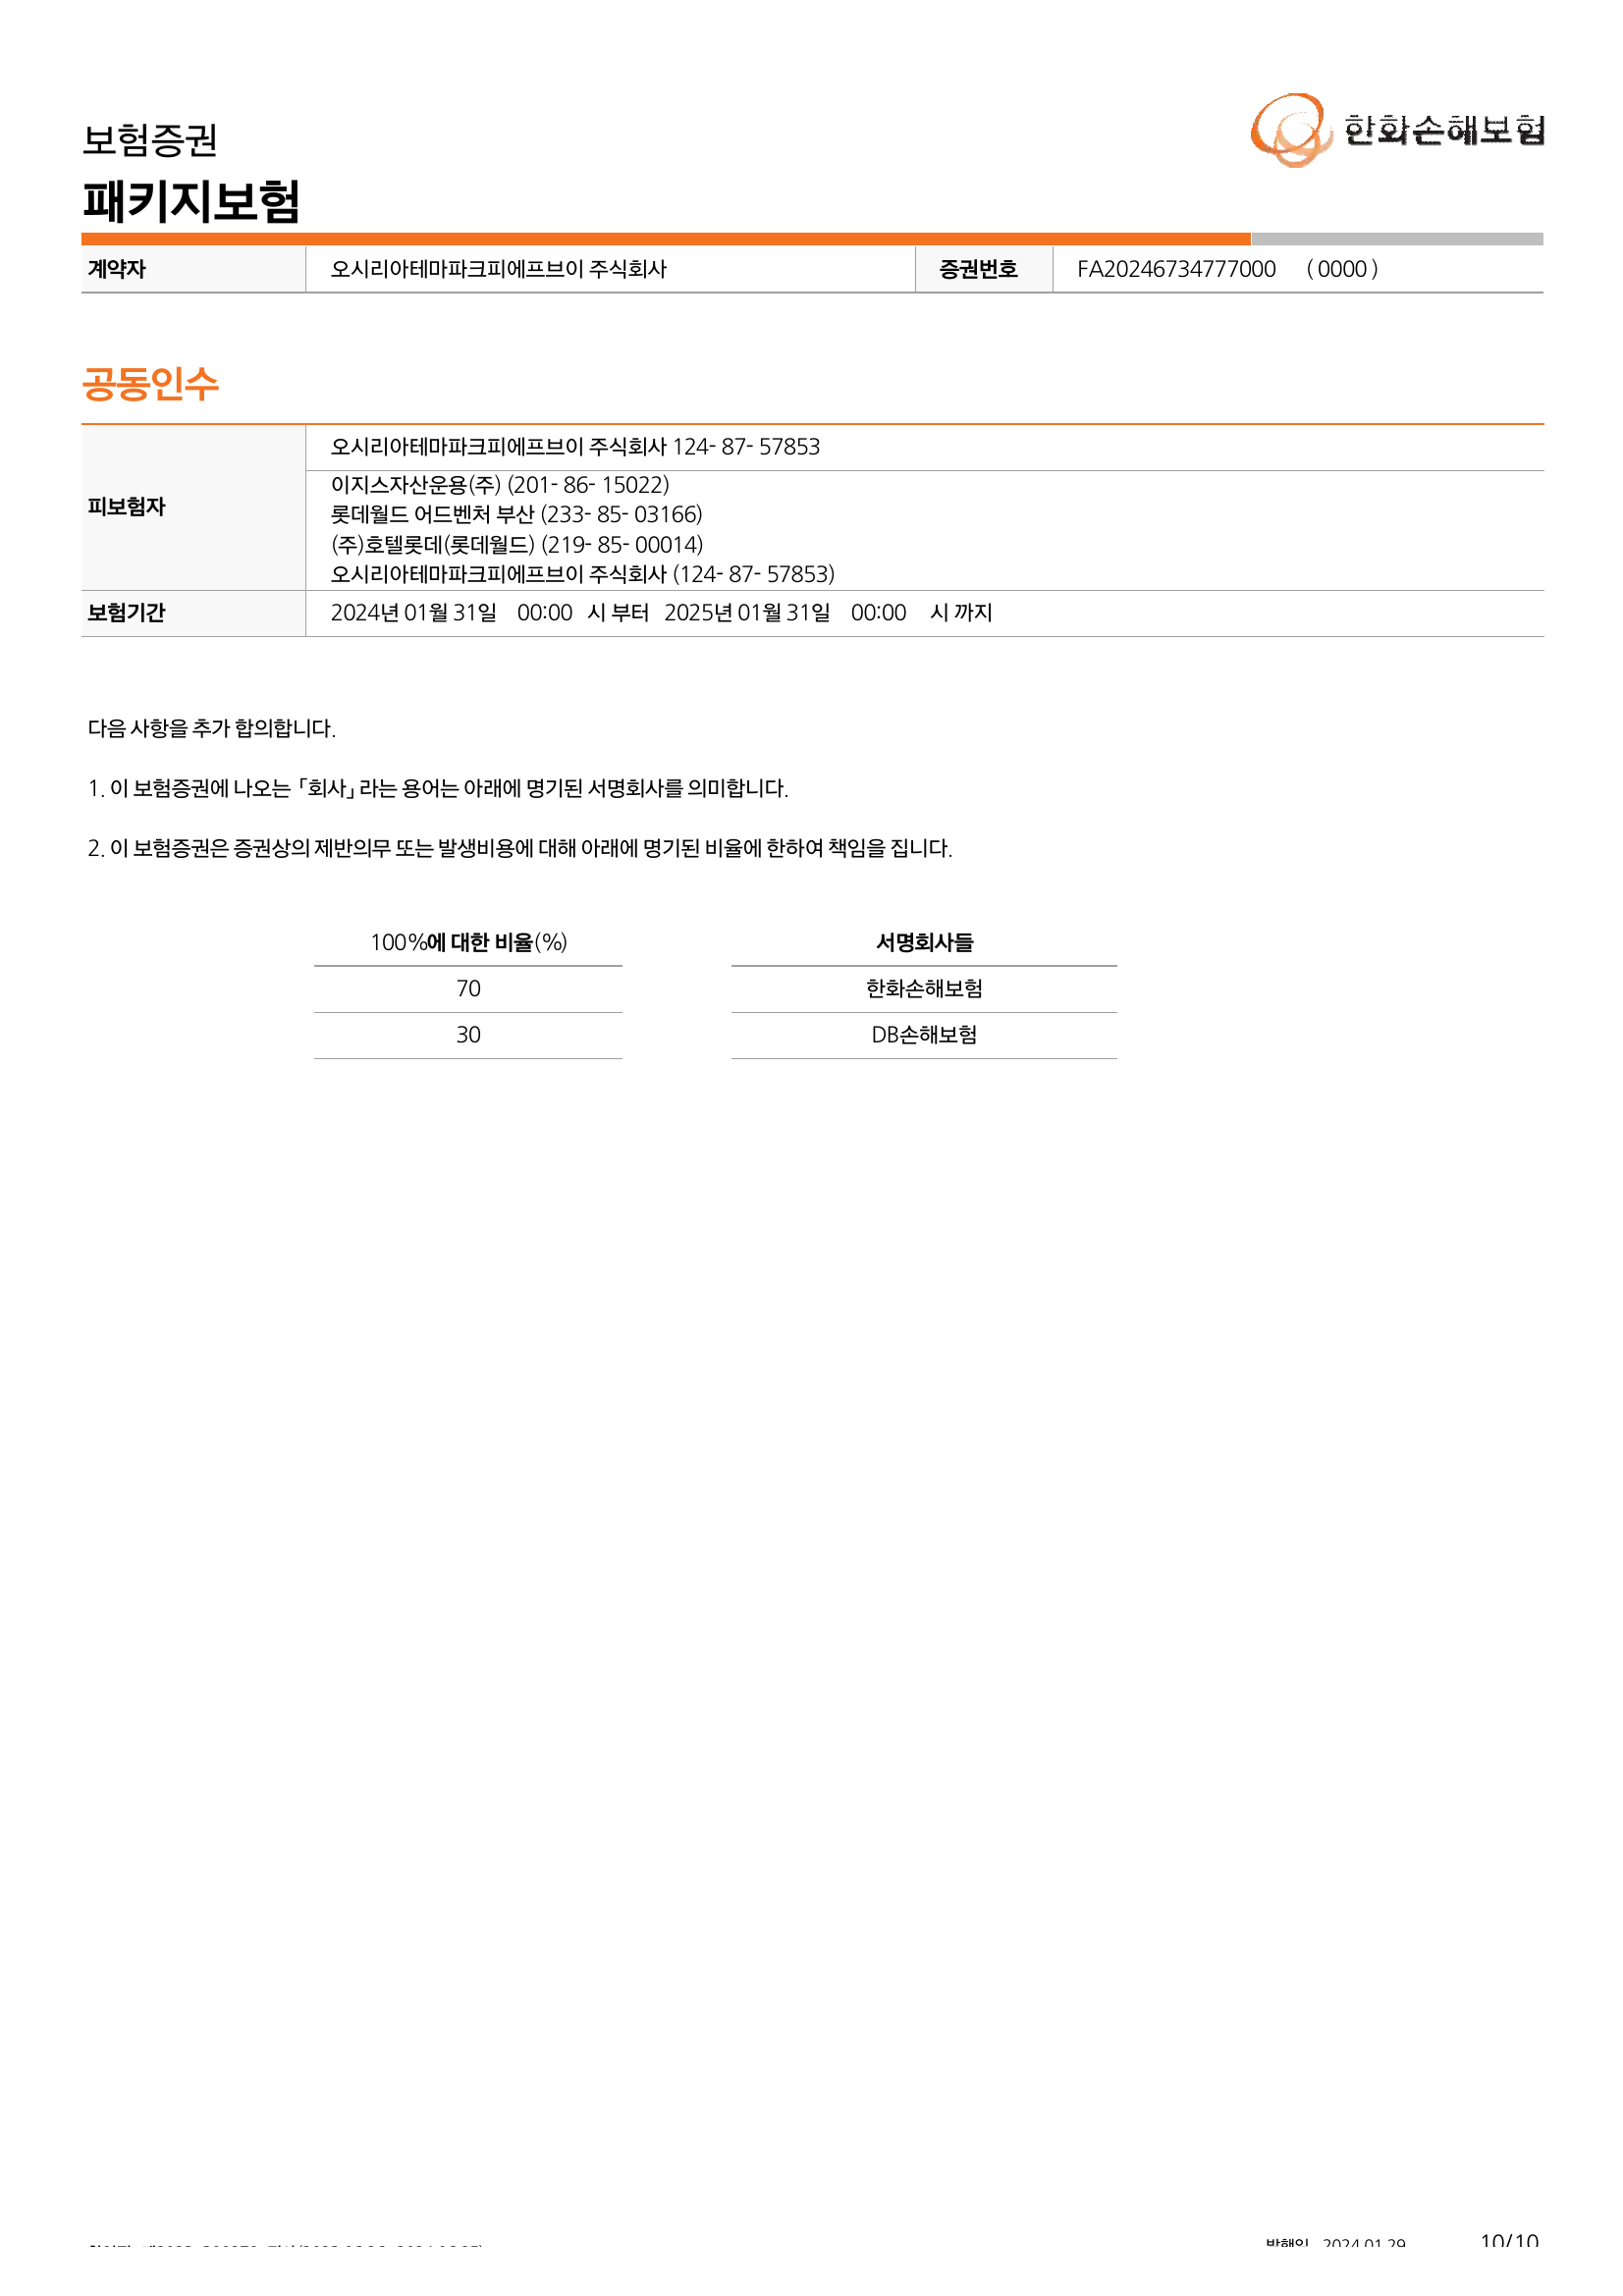 한화손해보험
보험증권
패키지보험
계약자 오시리아테마파크피에프브이 주식회사 증권번호 FA20246734777000 ( 0000 )
공동인수
오시리아테마파크피에프브이 주식회사 124- 87- 57853
피보험자
이지스자산운용(주) (201- 86- 15022)
롯데월드 어드벤처 부산 (233- 85- 03166)
(주)호텔롯데(롯데월드) (219- 85- 00014)
오시리아테마파크피에프브이 주식회사 (124- 87- 57853)
보험기간 2024년 01월 31일 00:00 시 부터 2025년 01월 31일 00:00 시 까지
다음 사항을 추가 합의합니다.
1. 이 보험증권에 나오는 「회사」 라는 용어는 아래에 명기된 서명회사를 의미합니다.
2. 이 보험증권은 증권상의 제반의무 또는 발생비용에 대해 아래에 명기된 비율에 한하여 책임을 집니다.
100%에 대한 비율(%) 서명회사들
70 한화손해보험
30 DB손해보험
발행일 2024.01.29 10/10